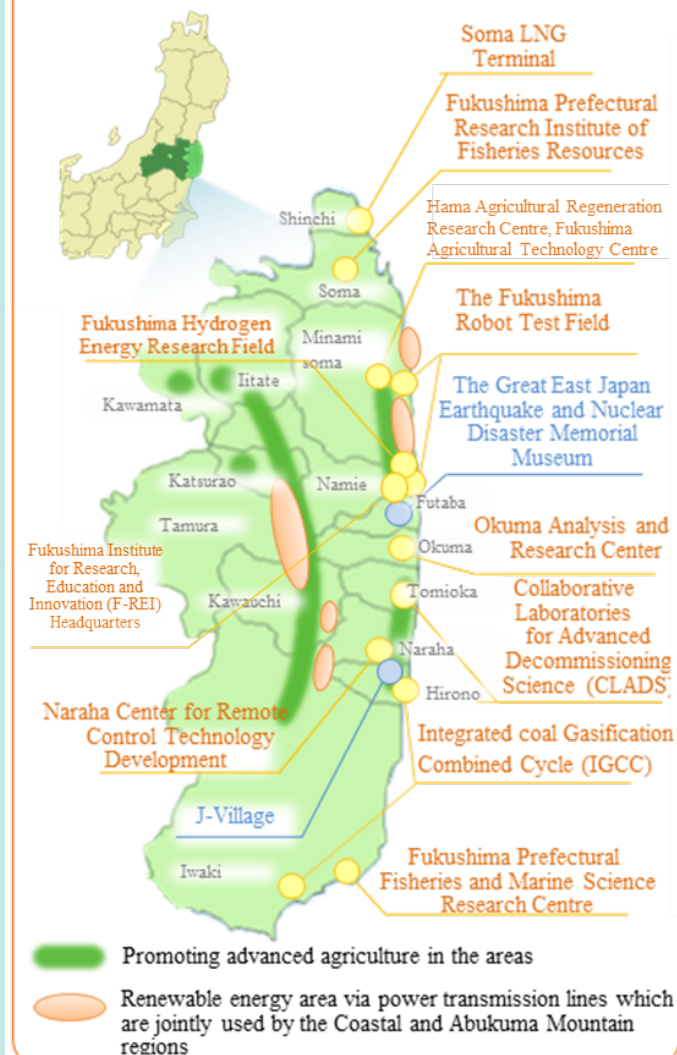 Soma LNG
Terminal
Fukushima Prefectural
Research Institute of
Fisheries Resources
Shinchi
Hama Agricultural Regeneration
Research Centre, Fukushima
Agricultural Technology Centre
Soma
The Fukushima
Robot Test Field
Fukushima Hydrogen
Energy Research Field
Minami
soma
Iitate
Kawamata
The Great East Japan
Earthquake and Nuclear
Disaster Memorial
Museum
Katsurao
Namie
Futaba
Tamura
Okuma Analysis and
Research Center
Okuma
Fukushima Institute
for Research,
Education and
Innovation (F-REI)
Headquarters
Kawauchi
Tomioka
Collaborative
Laboratories
for Advanced
Decommissioning
Science (CLADS)
Naraha
Hirono
Naraha Center for Remote
Control Technology
Development
Integrated coal Gasification
Combined Cycle (IGCC)
J-Village
Iwaki
Fukushima Prefectural
Fisheries and Marine Science
Research Centre
Promoting advanced agriculture in the areas
Renewable energy area via power transmission lines which
are jointly used by the Coastal and Abukuma Mountain
regions